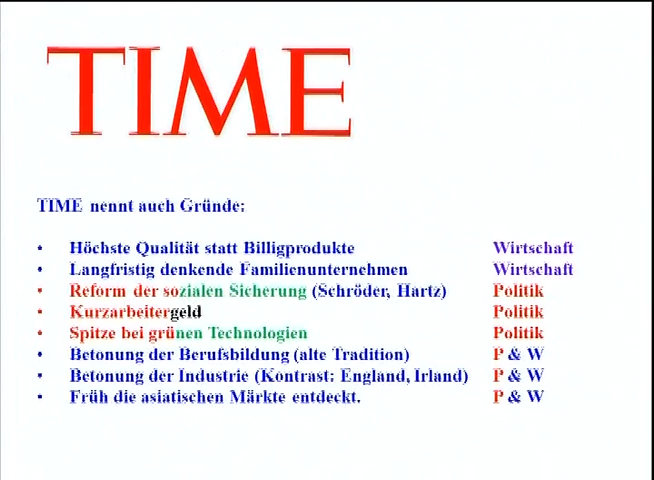 TIME
TIME nennt auch Gründe:
• Höchste Qualität statt Billigprodukte Wirtschaft
• Langfristig denkende Familienunternehmen Wirtschaft
• Reform der sozialen Sicherung (Schröder, Hartz) Politik
• Kurzarbeitergeld Politik
• Spitze bei grünen Technologien Politik
• Betonung der Berufsbildung (alte Tradition) P & W
• Betonung der Industrie (Kontrast: England, Irland) P & W
• Früh die asiatischen Märkte entdeckt. P & W